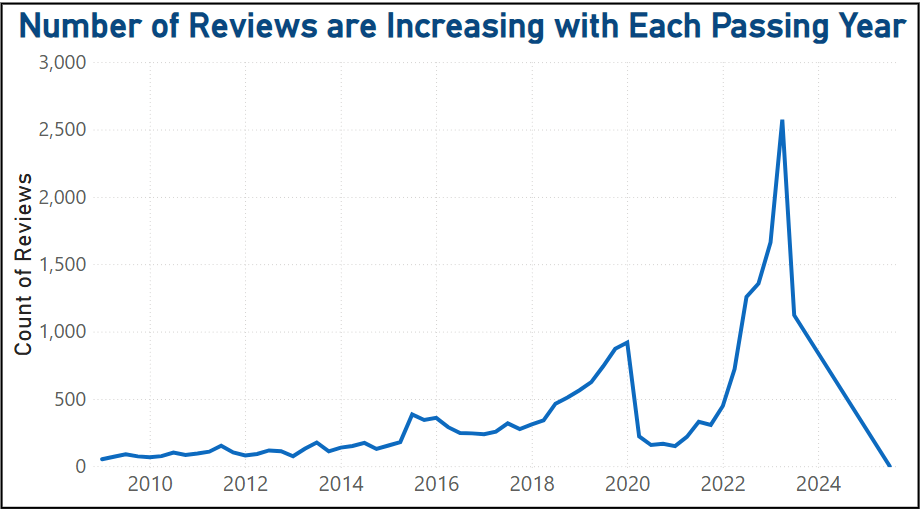 Number of Reviews are Increasing with Each Passing Year
3,000
2,500
2,000
1,500
1,000
500
0
Count of Reviews
2010 2012 2014 2016 2018 2020 2022 2024